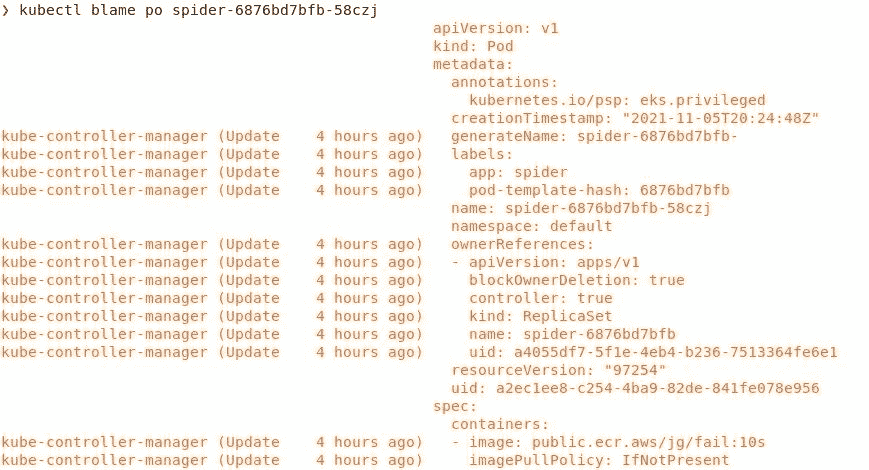 ❯ kubectl blame po spider-6876bd7bfb-58czj
                                                apiVersion: v1
                                                kind: Pod
                                                metadata:
                                                  annotations:
                                                    kubernetes.io/psp: eks.privileged
                                                  creationTimestamp: "2021-11-05T20:24:48Z"
kube-controller-manager (Update    4 hours ago)   generateName: spider-6876bd7bfb-
kube-controller-manager (Update    4 hours ago)   labels:
kube-controller-manager (Update    4 hours ago)     app: spider
kube-controller-manager (Update    4 hours ago)     pod-template-hash: 6876bd7bfb
                                                  name: spider-6876bd7bfb-58czj
                                                  namespace: default
kube-controller-manager (Update    4 hours ago)   ownerReferences:
kube-controller-manager (Update    4 hours ago)   - apiVersion: apps/v1
kube-controller-manager (Update    4 hours ago)     blockOwnerDeletion: true
kube-controller-manager (Update    4 hours ago)     controller: true
kube-controller-manager (Update    4 hours ago)     kind: ReplicaSet
kube-controller-manager (Update    4 hours ago)     name: spider-6876bd7bfb
kube-controller-manager (Update    4 hours ago)     uid: a4055df7-5f1e-4eb4-b236-7513364fe6e1
                                                  resourceVersion: "97254"
                                                  uid: a2ec1ee8-c254-4ba9-82de-841fe078e956
                                                spec:
                                                  containers:
kube-controller-manager (Update    4 hours ago)   - image: public.ecr.aws/jg/fail:10s
kube-controller-manager (Update    4 hours ago)     imagePullPolicy: IfNotPresent